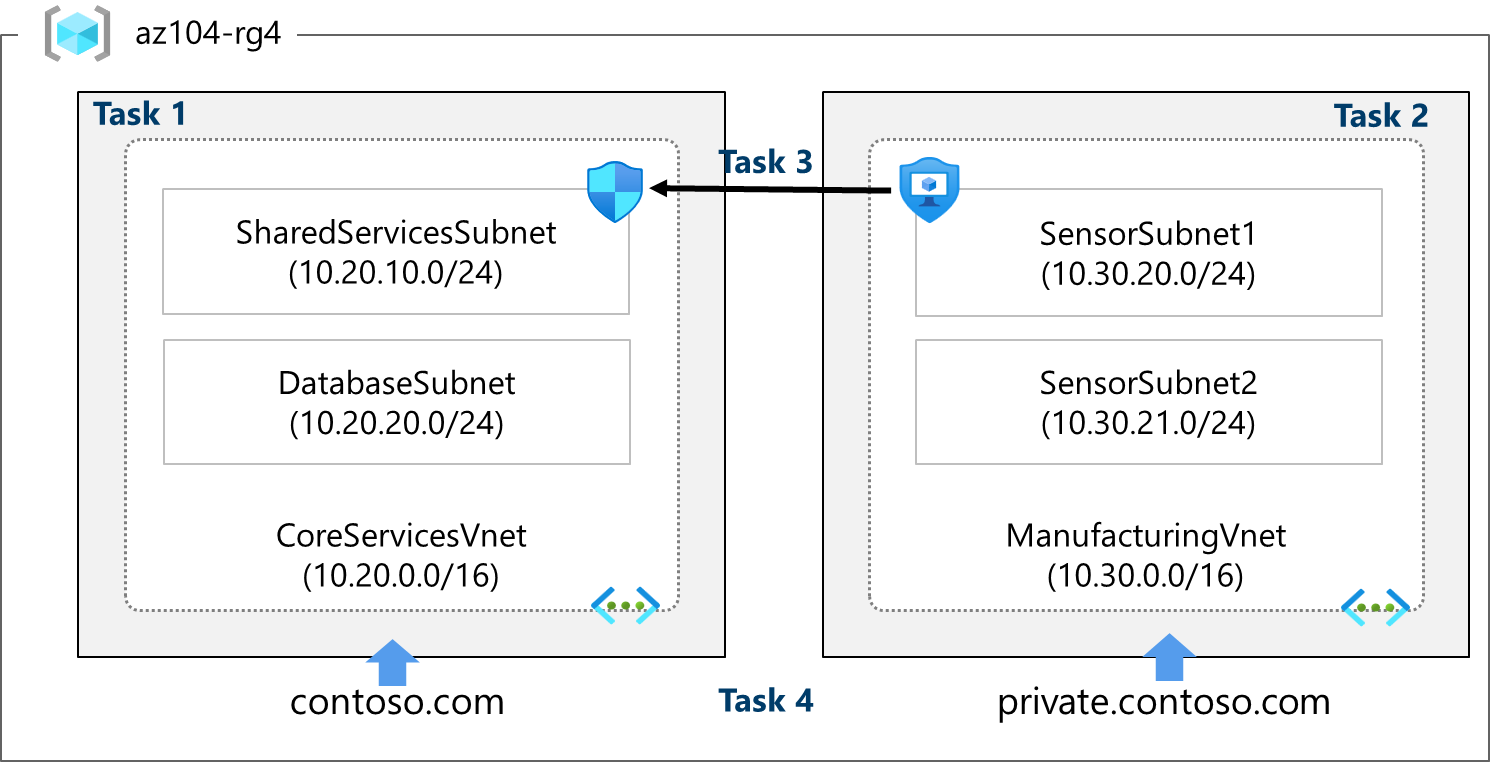 az104-rg4
Task 1
Task 2
Task 3
SharedServicesSubnet
(10.20.10.0/24)
DatabaseSubnet
(10.20.20.0/24)
CoreServicesVnet
(10.20.0.0/16)
SensorSubnet1
(10.30.20.0/24)
SensorSubnet2
(10.30.21.0/24)
ManufacturingVnet
(10.30.0.0/16)
contoso.com
Task 4
private.contoso.com